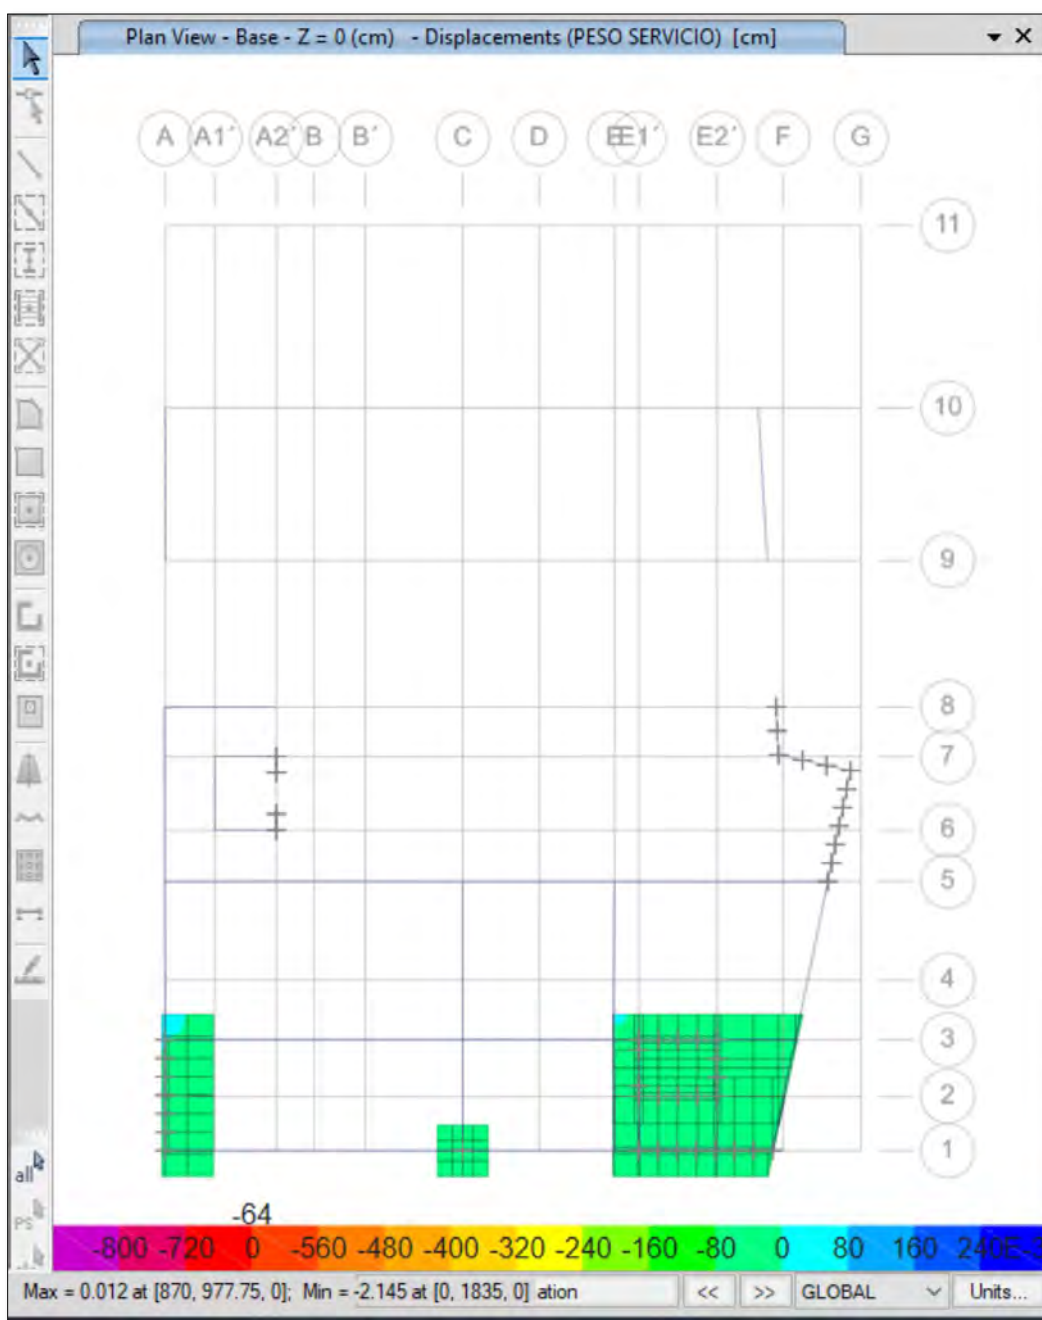 Plan View - Base - Z = 0 (cm) - Displacements (PESO SERVICIO) [cm]
A A1´ A2´ B B´ C D E E1´ E2´ F G
11
10
9
8
7
6
5
4
3
2
1
all
PS
-64
-800 -720 0 -560 -480 -400 -320 -240 -160 -80 0 80 160 240E-3
Max = 0.012 at [870, 977.75, 0]; Min = -2.145 at [0, 1835, 0] ation << >> GLOBAL Units...